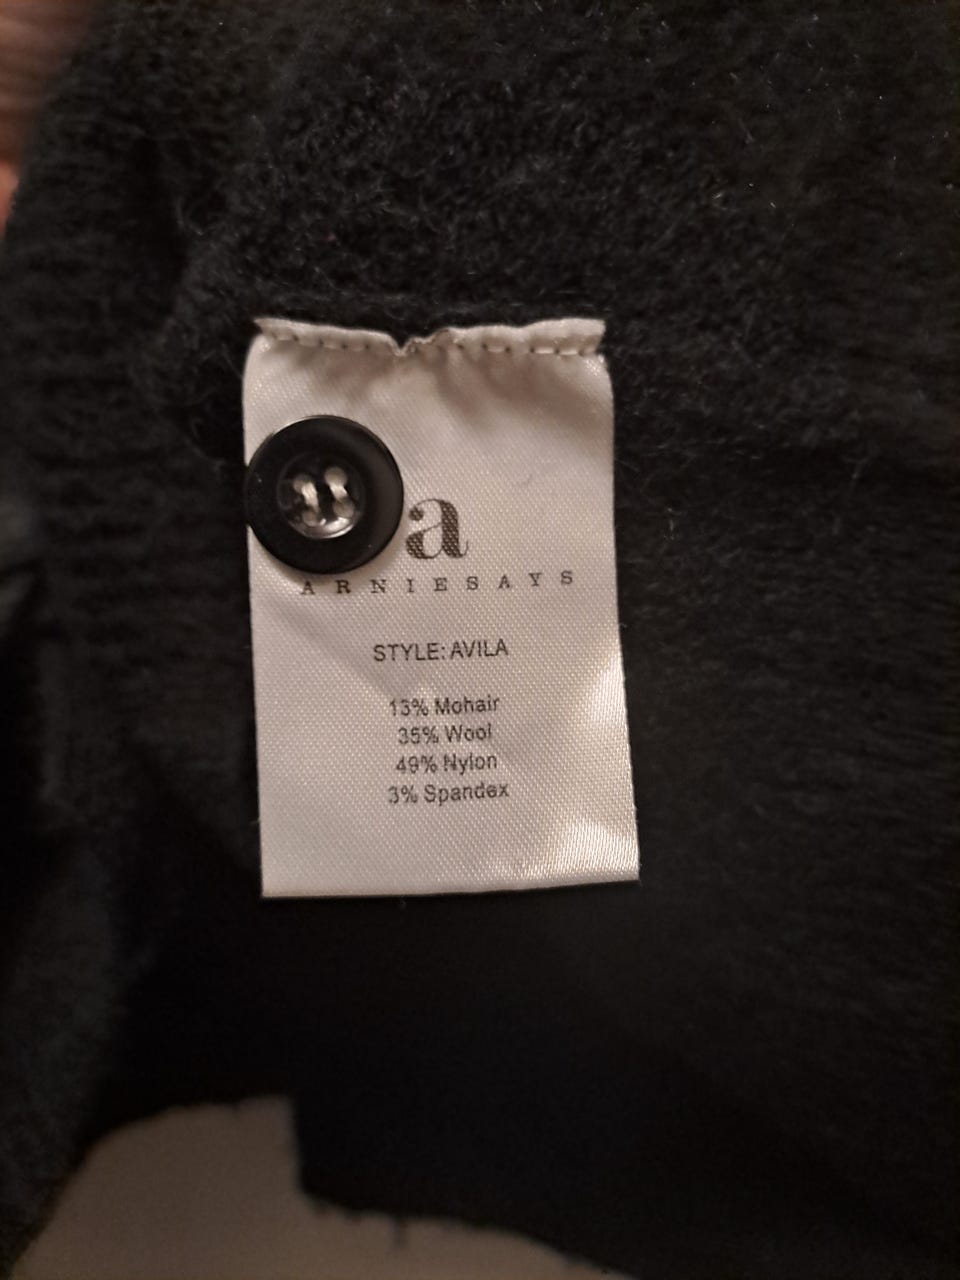 a
ARNIESAYS
STYLE: AVILA
13% Mohair
35% Wool
49% Nylon
3% Spandex